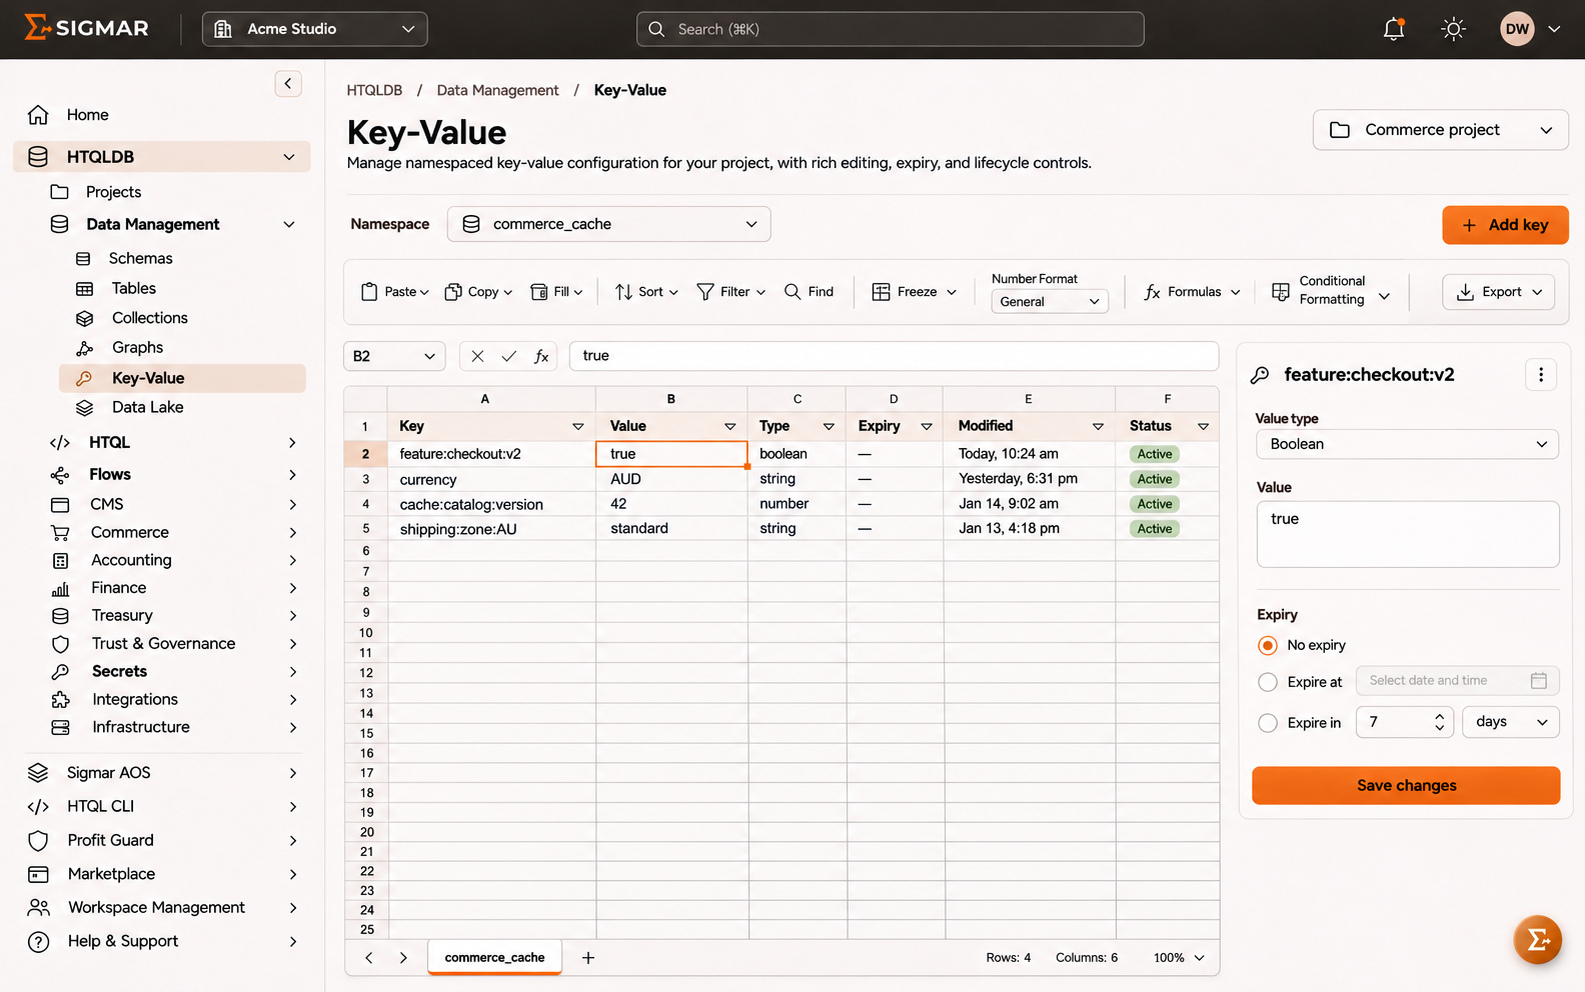 SIGMAR
Acme Studio
Search (⌘K)
DW
Home
HTQLDB
Projects
Data Management
Schemas
Tables
Collections
Graphs
Key-Value
Data Lake
HTQL
Flows
CMS
Commerce
Accounting
Finance
Treasury
Trust & Governance
Secrets
Integrations
Infrastructure
Sigmar AOS
HTQL CLI
Profit Guard
Marketplace
Workspace Management
Help & Support
HTQLDB / Data Management / Key-Value
Key-Value
Manage namespaced key-value configuration for your project, with rich editing, expiry, and lifecycle controls.
Commerce project
Namespace commerce_cache
+ Add key
Paste Copy Fill Sort Filter Find Freeze
Number Format
General
fx Formulas
Conditional
Formatting
Export
B2 fx true
A B C D E F
1 Key Value Type Expiry Modified Status
2 feature:checkout:v2 true boolean — Today, 10:24 am Active
3 currency AUD string — Yesterday, 6:31 pm Active
4 cache:catalog:version 42 number — Jan 14, 9:02 am Active
5 shipping:zone:AU standard string — Jan 13, 4:18 pm Active
6
7
8
9
10
11
12
13
14
15
16
17
18
19
20
21
22
23
24
25
commerce_cache + Rows: 4 Columns: 6 100%
feature:checkout:v2
Value type
Boolean
Value
true
Expiry
No expiry
Expire at Select date and time
Expire in 7 days
Save changes